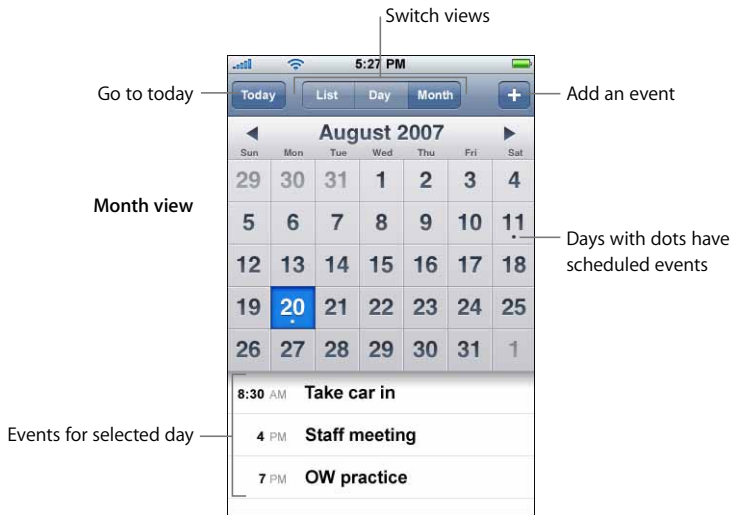 Switch views
5:27 PM
Go to today
Today List Day Month +
Add an event
August 2007
Sun Mon Tue Wed Thu Fri Sat
29 30 31 1 2 3 4
Month view
5 6 7 8 9 10 11
Days with dots have
scheduled events
12 13 14 15 16 17 18
19 20 21 22 23 24 25
26 27 28 29 30 31 1
8:30 AM Take car in
Events for selected day
4 PM Staff meeting
7 PM OW practice